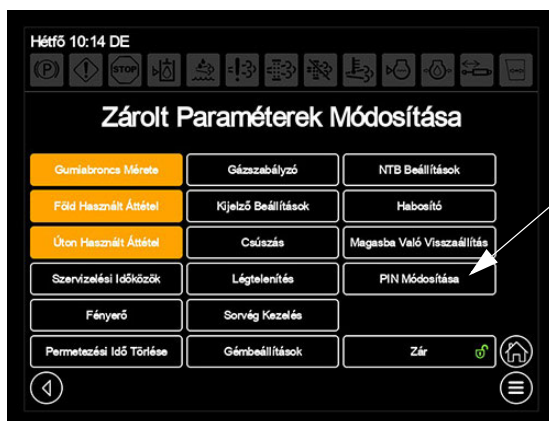 Hétfő 10:14 DE
(P) STOP
Zárolt Paraméterek Módosítása
Gumiabroncs Mérete Gázszabályzó NTB Beállítások
Föld Használt Áttétel Kijelző Beállítások Habosító
Úton Használt Áttétel Csúszás Magasba Való Visszaállítás
Szervizelési Időközök Légtelenítés PIN Módosítása
Fényerő Sorvég Kezelés
Permetezési Idő Törlése Gémbeállítások Zár